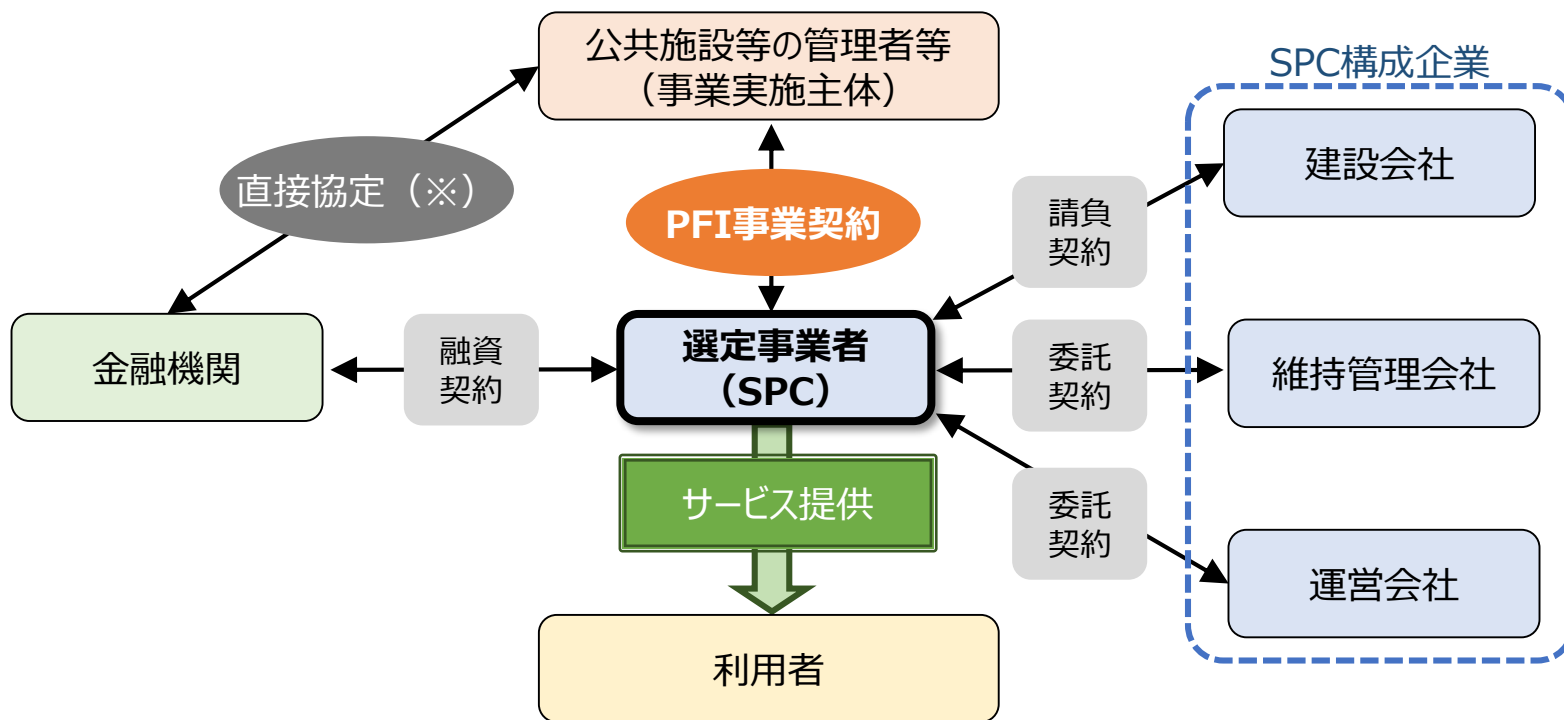 公共施設等の管理者等
（事業実施主体）
SPC構成企業
建設会社
直接協定（※）
PFI事業契約
請負
契約
金融機関
融資
契約
選定事業者
（SPC）
委託
契約
維持管理会社
サービス提供
委託
契約
運営会社
利用者